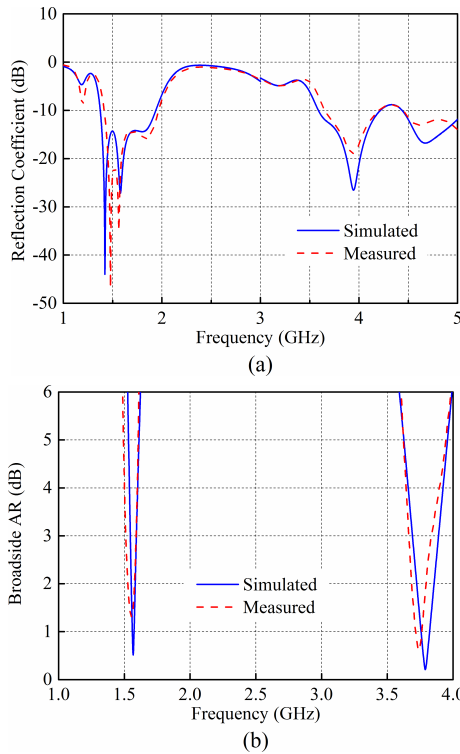 0
-10
-20
-30
-40
-50
Reflection Coefficient (dB)
Simulated
Measured
1 2 3 4 5
Frequency (GHz)
(a)
6
5
4
3
2
1
0
Broadside AR (dB)
Simulated
Measured
1.0 1.5 2.0 2.5 3.0 3.5 4.0
Frequency (GHz)
(b)